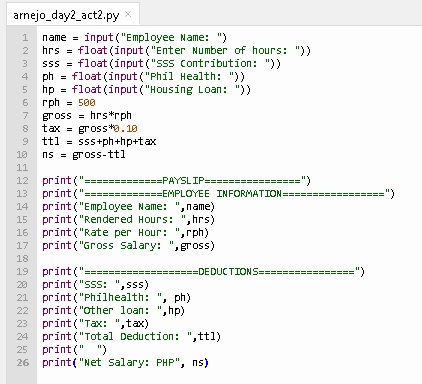 arnejo_day2_act2.py ×
1 name = input("Employee Name: ")
2 hrs = float(input("Enter Number of hours: "))
3 sss = float(input("SSS Contribution: "))
4 ph = float(input("Phil Health: "))
5 hp = float(input("Housing Loan: "))
6 rph = 500
7 gross = hrs*rph
8 tax = gross*0.10
9 ttl = sss+ph+hp+tax
10 ns = gross-ttl
11
12 print("=============PAYSLIP================")
13 print("=============EMPLOYEE INFORMATION=================")
14 print("Employee Name: ",name)
15 print("Rendered Hours: ",hrs)
16 print("Rate per Hour: ",rph)
17 print("Gross Salary: ",gross)
18
19 print("===================DEDUCTIONS================")
20 print("SSS: ",sss)
21 print("Philhealth: ", ph)
22 print("Other loan: ",hp)
23 print("Tax: ",tax)
24 print("Total Deduction: ",ttl)
25 print("  ")
26 print("Net Salary: PHP", ns)